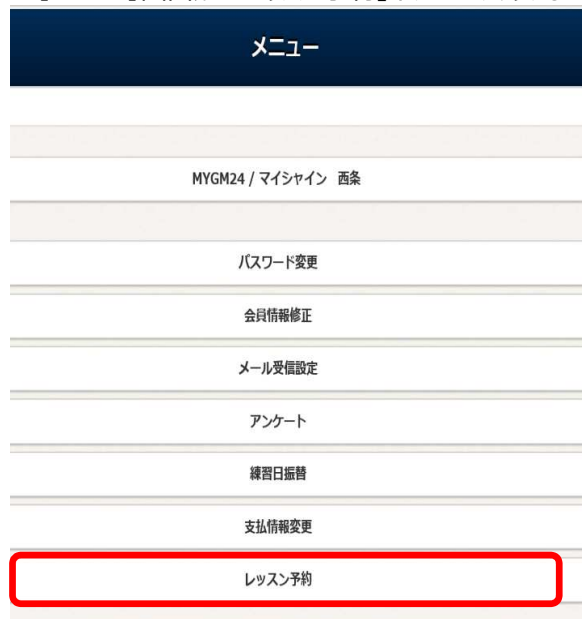 メニュー
MYGM24 / マイシャイン 西条
パスワード変更
会員情報修正
メール受信設定
アンケート
練習日振替
支払情報変更
レッスン予約